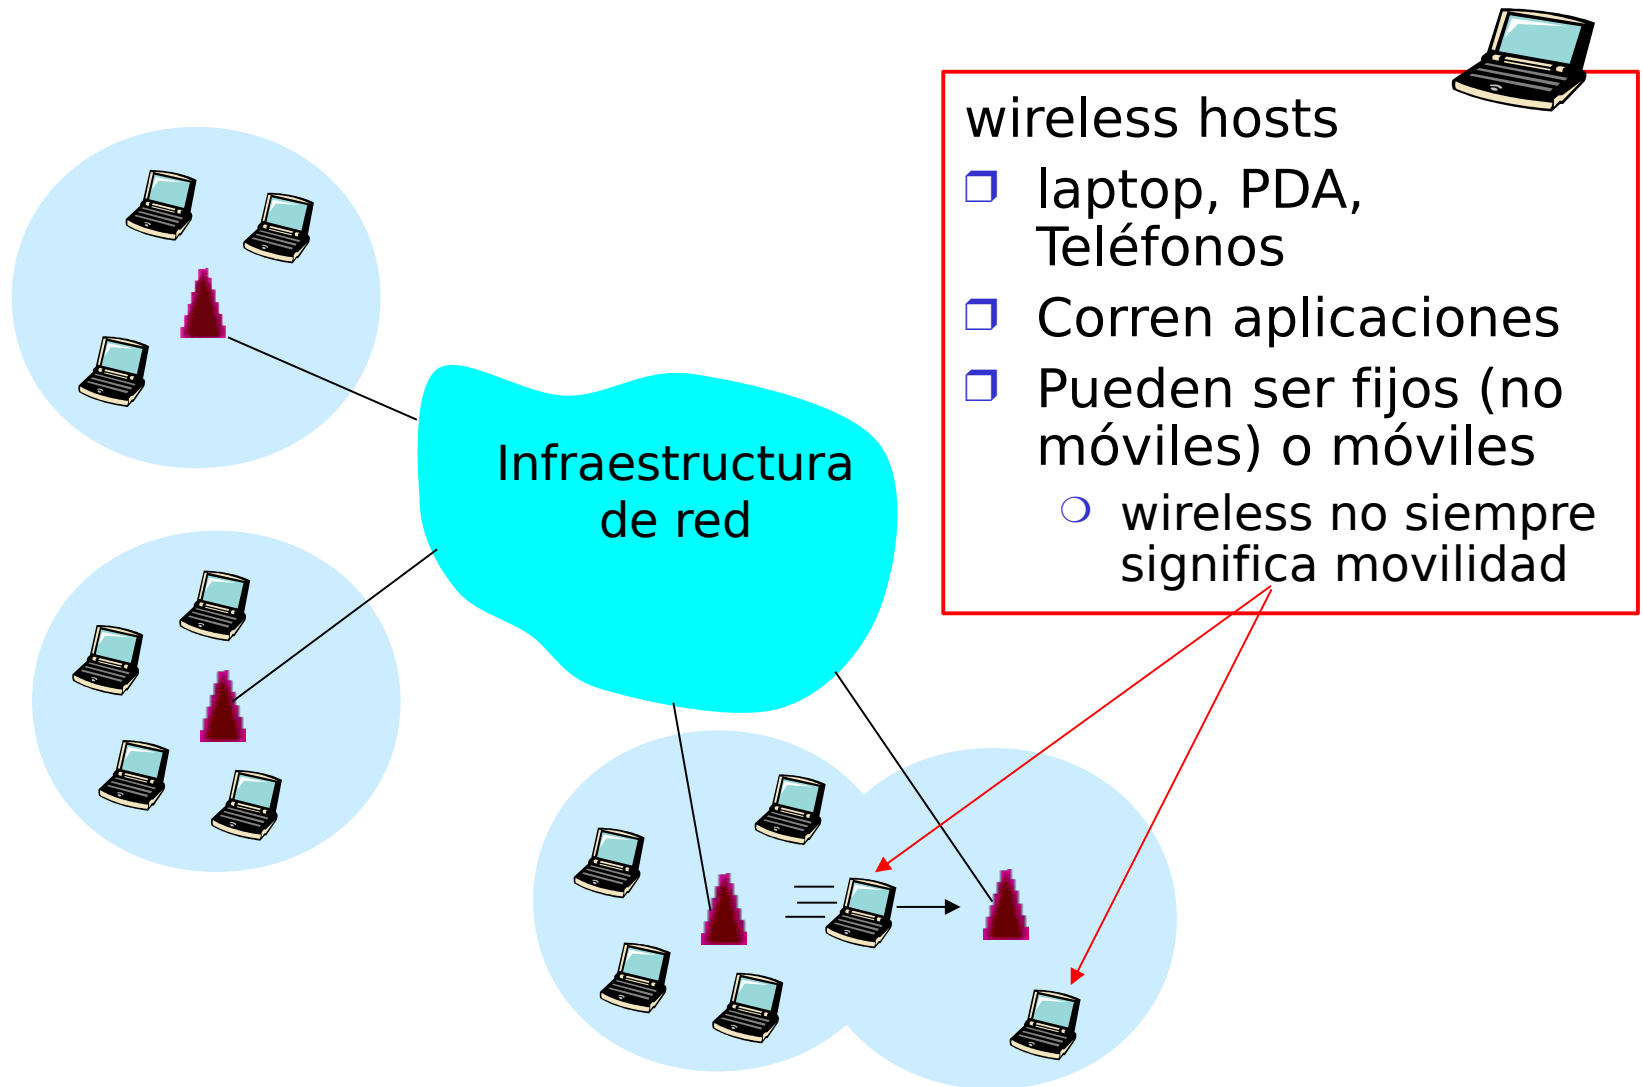 wireless hosts
❒ laptop, PDA,
Teléfonos
❒ Corren aplicaciones
❒ Pueden ser fijos (no
móviles) o móviles
❍ wireless no siempre
significa movilidad
Infraestructura
de red